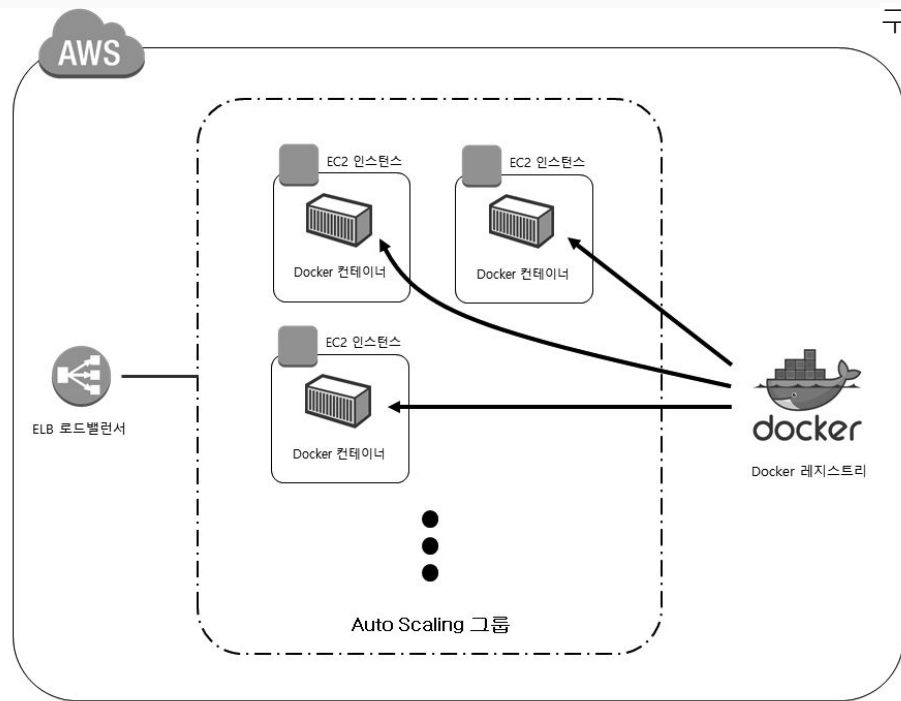 구
AWS
EC2 인스턴스
EC2 인스턴스
Docker 컨테이너
Docker 컨테이너
EC2 인스턴스
Docker 컨테이너
ELB 로드밸런서
docker
Docker 레지스트리
Auto Scaling 그룹